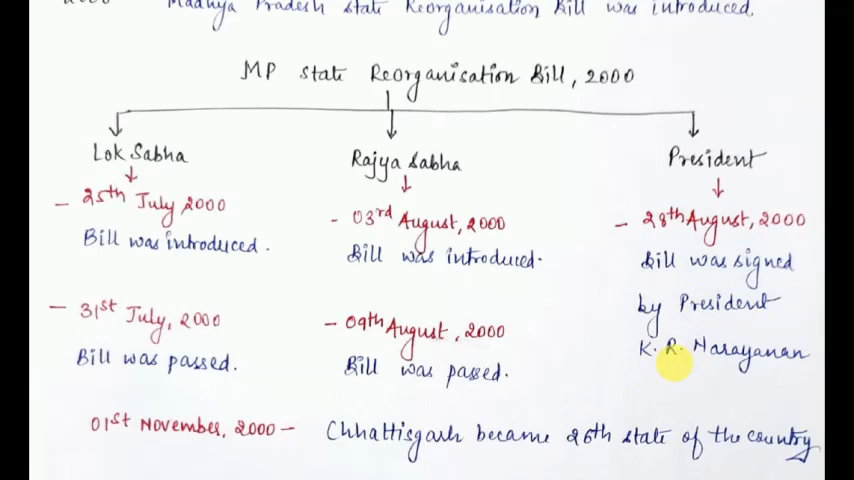 Madhya Pradesh State Reorganisation Bill was introduced.
MP State Reorganisation Bill, 2000
Lok Sabha
- 25th July, 2000
Bill was introduced.
- 31st July, 2000
Bill was passed.
Rajya Sabha
- 03rd August, 2000
Bill was introduced.
- 09th August, 2000
Bill was passed.
President
- 28th August, 2000
Bill was signed
by President
K. R. Narayanan
01st November, 2000 - Chhattisgarh became 26th state of the country